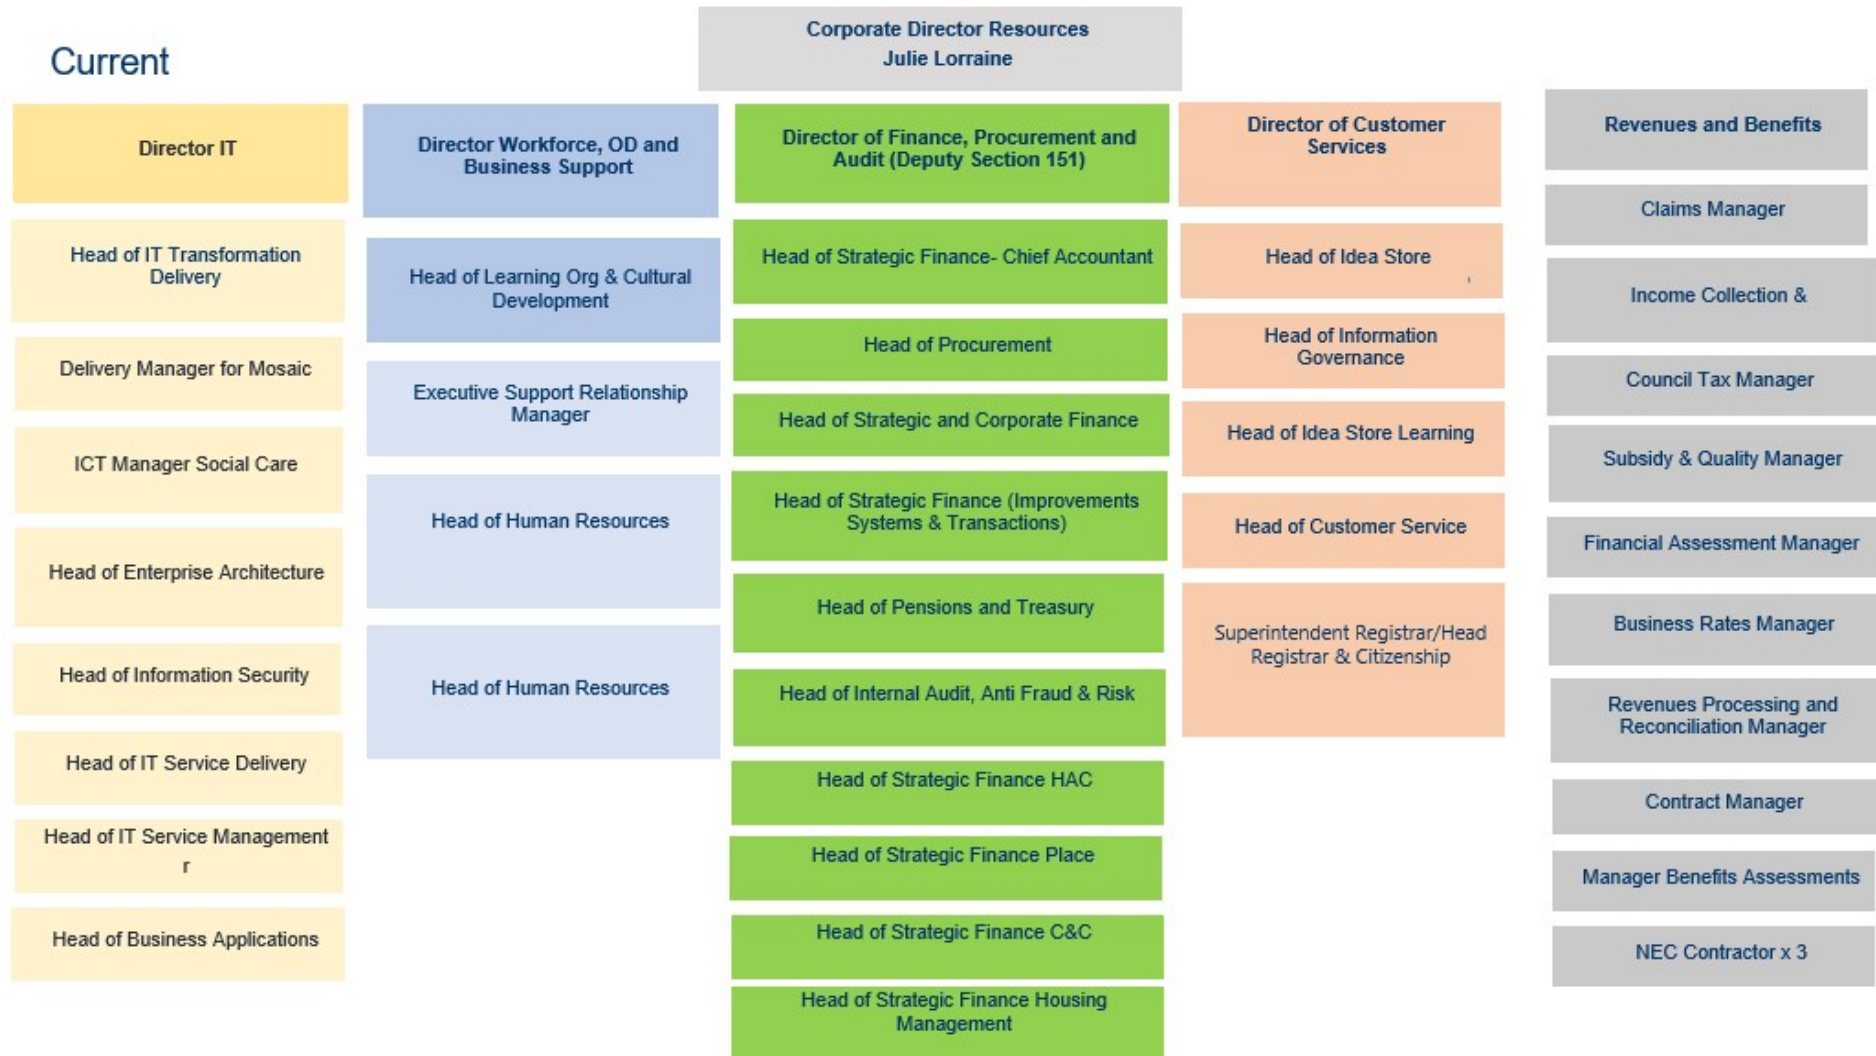 Current
Corporate Director Resources
Julie Lorraine
Director IT
Head of IT Transformation
Delivery
Delivery Manager for Mosaic
ICT Manager Social Care
Head of Enterprise Architecture
Head of Information Security
Head of IT Service Delivery
Head of IT Service Management
r
Head of Business Applications
Director Workforce, OD and
Business Support
Head of Learning Org & Cultural
Development
Executive Support Relationship
Manager
Head of Human Resources
Head of Human Resources
Director of Finance, Procurement and
Audit (Deputy Section 151)
Head of Strategic Finance- Chief Accountant
Head of Procurement
Head of Strategic and Corporate Finance
Head of Strategic Finance (Improvements
Systems & Transactions)
Head of Pensions and Treasury
Head of Internal Audit, Anti Fraud & Risk
Head of Strategic Finance HAC
Head of Strategic Finance Place
Head of Strategic Finance C&C
Head of Strategic Finance Housing
Management
Director of Customer
Services
Head of Idea Store
,
Head of Information
Governance
Head of Idea Store Learning
Head of Customer Service
Superintendent Registrar/Head
Registrar & Citizenship
Revenues and Benefits
Claims Manager
Income Collection &
Council Tax Manager
Subsidy & Quality Manager
Financial Assessment Manager
Business Rates Manager
Revenues Processing and
Reconciliation Manager
Contract Manager
Manager Benefits Assessments
NEC Contractor x 3